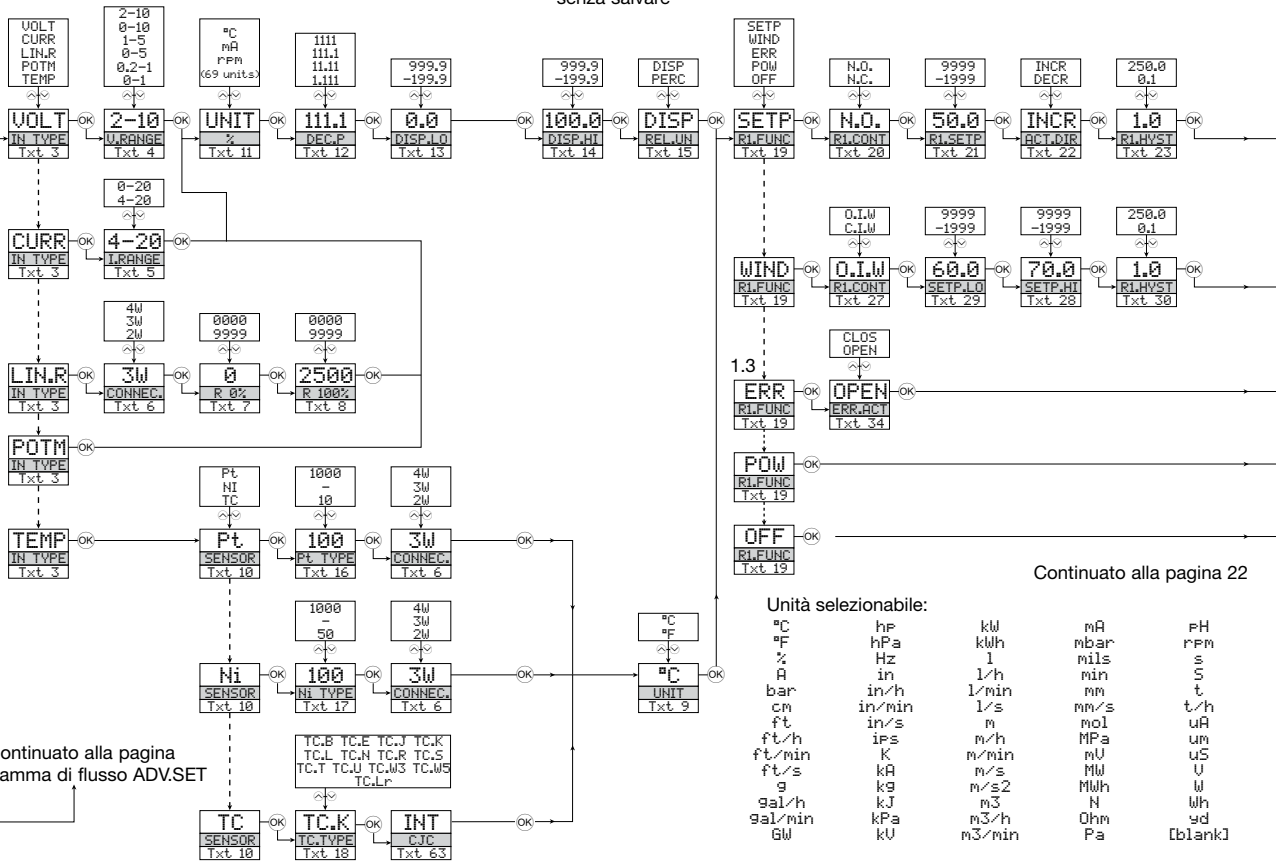 senza salvare
VOLT
CURR
LIN.R
POTM
TEMP
2-10
0-10
1-5
0-5
0.2-1
0-1
°C
mA
rpm
(69 units)
1111
111.1
11.11
1.111
999.9
-199.9
999.9
-199.9
DISP
PERC
SETP
WIND
ERR
POW
OFF
N.O.
N.C.
9999
-1999
INCR
DECR
250.0
0.1
VOLT OK 2-10 OK UNIT OK 111.1 OK 0.0 OK 100.0 OK DISP OK SETP OK N.O. OK 50.0 OK INCR OK 1.0 OK
IN TYPE V.RANGE % DEC.P DISP.LO DISP.HI REL.UN R1.FUNC R1.CONT R1.SETP ACT.DIR R1.HYST
Txt 3 Txt 4 Txt 11 Txt 12 Txt 13 Txt 14 Txt 15 Txt 19 Txt 20 Txt 21 Txt 22 Txt 23
0-20
4-20
O.I.W
C.I.W
9999
-1999
9999
-1999
250.0
0.1
CURR OK 4-20 OK
IN TYPE I.RANGE
Txt 3 Txt 5
WIND OK O.I.W OK 60.0 OK 70.0 OK 1.0 OK
R1.FUNC R1.CONT SETP.LO SETP.HI R1.HYST
Txt 19 Txt 27 Txt 29 Txt 28 Txt 30
4W
3W
2W
0000
9999
0000
9999
CLOS
OPEN
LIN.R OK 3W OK 0 OK 2500 OK
IN TYPE CONNEC. R 0% R 100%
Txt 3 Txt 6 Txt 7 Txt 8
1.3
ERR OK OPEN OK
R1.FUNC ERR.ACT
Txt 19 Txt 34
POTM OK
IN TYPE
Txt 3
POW OK
R1.FUNC
Txt 19
Pt
NI
TC
1000
-
10
4W
3W
2W
TEMP OK Pt OK 100 OK 3W OK OK
IN TYPE SENSOR Pt TYPE CONNEC.
Txt 3 Txt 10 Txt 16 Txt 6
OFF OK
R1.FUNC
Txt 19
Continuato alla pagina 22
1000
-
50
4W
3W
2W
°C
°F
Ni OK 100 OK 3W OK OK °C OK
SENSOR Ni TYPE CONNEC. UNIT
Txt 10 Txt 17 Txt 6 Txt 9
TC.B TC.E TC.J TC.K
TC.L TC.N TC.R TC.S
TC.T TC.U TC.W3 TC.W5
TC.Lr
TC OK TC.K OK INT OK
SENSOR TC.TYPE CJC
Txt 10 Txt 18 Txt 63
ontinuato alla pagina
amma di flusso ADV.SET
Unità selezionabile:
°C hp kW mA pH
°F hPa kWh mbar rpm
% Hz l mils s
A in l/h min S
bar in/h l/min mm t
cm in/min l/s mm/s t/h
ft in/s m mol uA
ft/h ips m/h MPa um
ft/min K m/min mV uS
ft/s kA m/s MW V
g kg m/s2 MWh W
gal/h kJ m3 N Wh
gal/min kPa m3/h Ohm yd
GW kV m3/min Pa [blank]